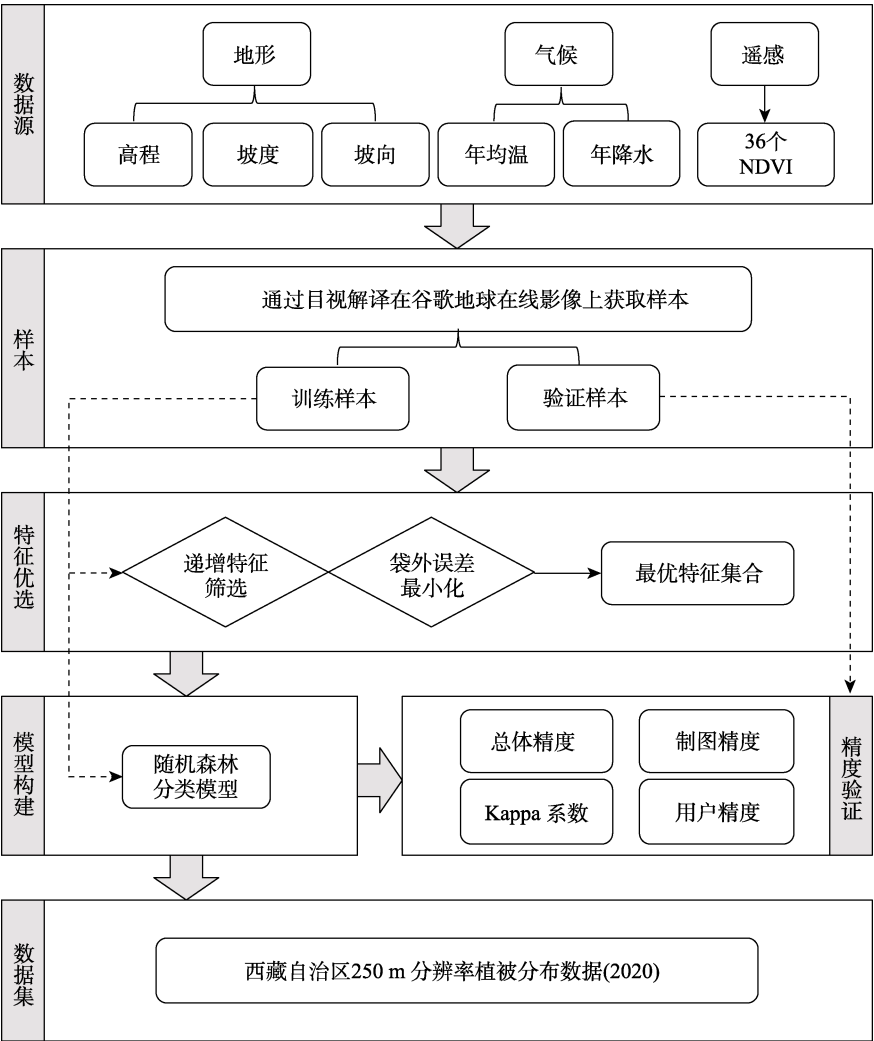 数据源
地形
气候
遥感
高程
坡度
坡向
年均温
年降水
36个
NDVI
样本
通过目视解译在谷歌地球在线影像上获取样本
训练样本
验证样本
特征优选
递增特征
筛选
袋外误差
最小化
最优特征集合
模型构建
随机森林
分类模型
总体精度
制图精度
Kappa 系数
用户精度
精度验证
数据集
西藏自治区250 m 分辨率植被分布数据(2020)